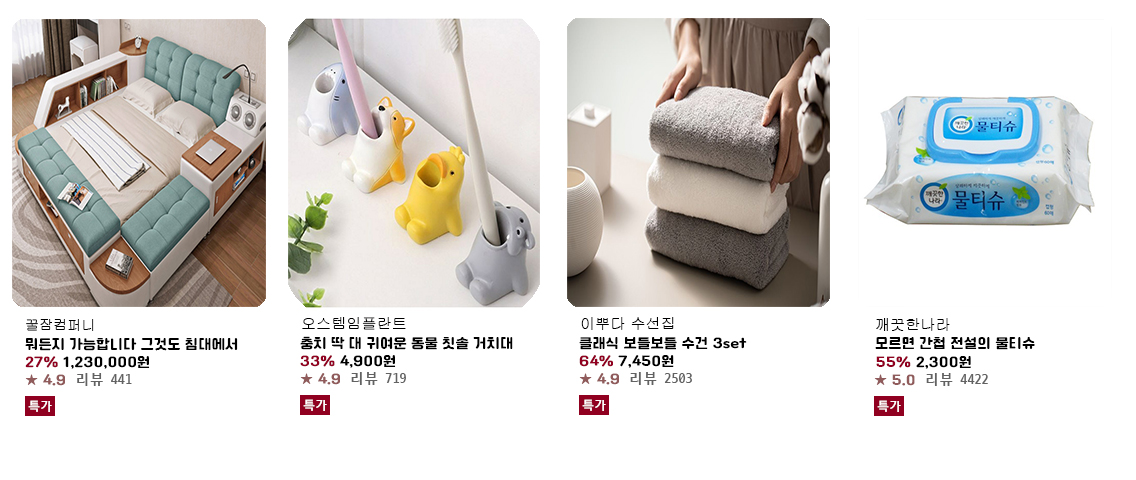 깨끗한
나라
물티슈
깨끗한
나라
물티슈
꿀잠컴퍼니
뭐든지 가능합니다 그것도 침대에서
27% 1,230,000원
★ 4.9 리뷰 441
특가
오스템임플란트
충치 딱 대 귀여운 동물 칫솔 거치대
33% 4,900원
★ 4.9 리뷰 719
특가
이뿌다 수선집
클래식 보들보들 수건 3set
64% 7,450원
★ 4.9 리뷰 2503
특가
깨끗한나라
모르면 간첩 전설의 물티슈
55% 2,300원
★ 5.0 리뷰 4422
특가